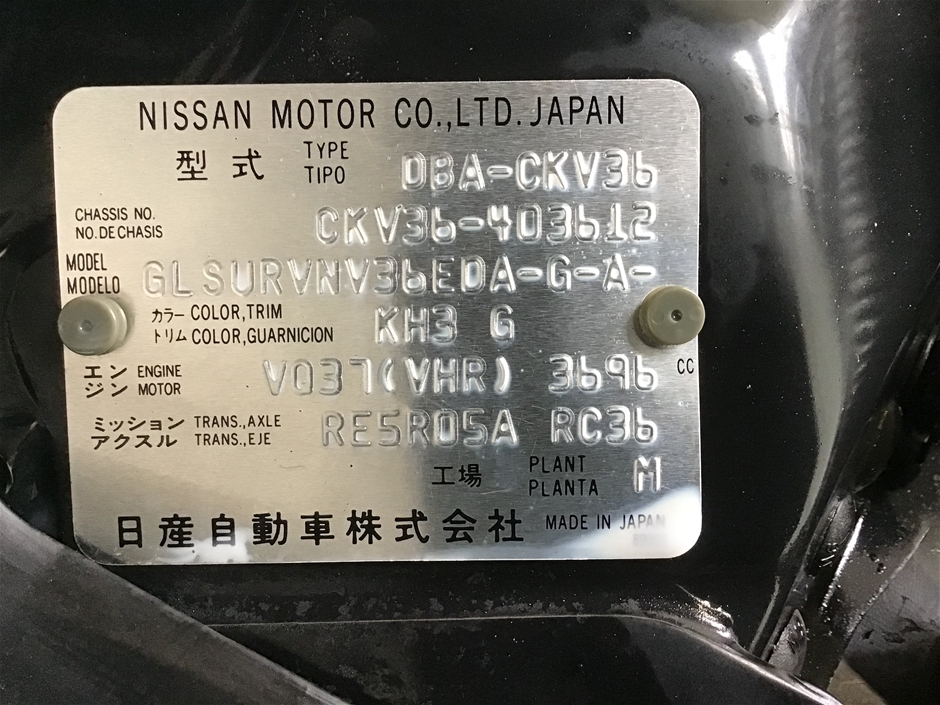 NISSAN MOTOR CO.,LTD.JAPAN
型式 TYPE TIPO DBA-CKV36
CHASSIS NO. NO.DE CHASIS CKV36-403612
MODEL MODELO GLSURVNV36EDA-G-A-
カラー COLOR,TRIM トリム COLOR,GUARNICION KH3 G
エンジン ENGINE MOTOR VQ37(VHR) 3696 CC
ミッション TRANS.,AXLE アクスル TRANS.,EJE RE5R05A RC36
工場 PLANT PLANTA M
日産自動車株式会社 MADE IN JAPAN